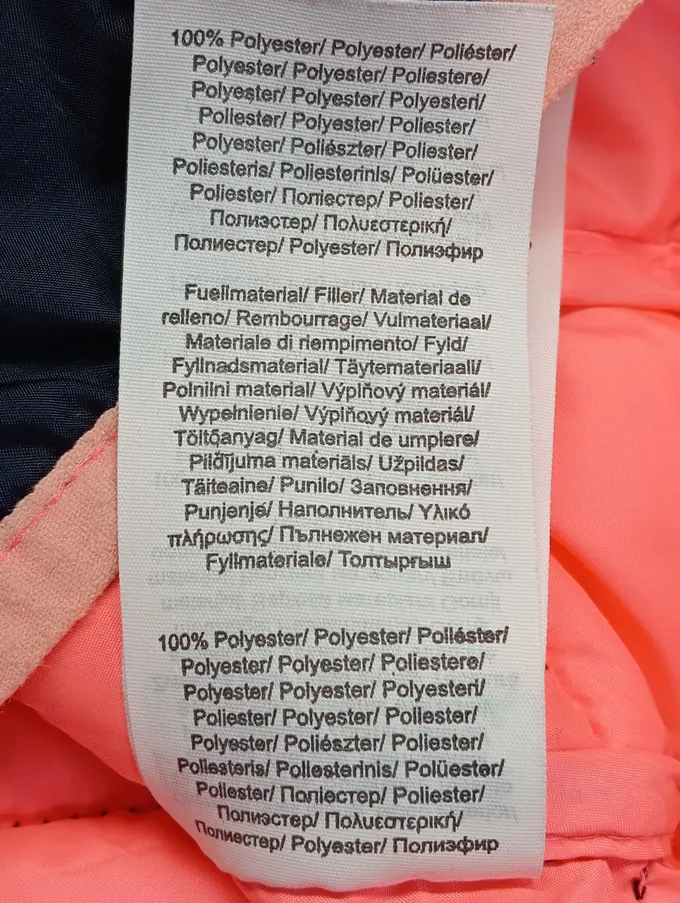 100% Polyester/ Polyester/ Poliéster/
Polyester/ Polyester/ Poliestere/
Polyester/ Polyester/ Polyesteri/
Poliester/ Polyester/ Poliester/
Polyester/ Poliészter/ Poliester/
Poliesteris/ Poliesterinis/ Polüester/
Poliester/ Поліестер/ Poliester/
Полиэстер/ Πολυεστερική/
Полиестер/ Polyester/ Полиэфир
Fuellmaterial/ Filler/ Material de
relleno/ Rembourrage/ Vulmateriaal/
Materiale di riempimento/ Fyld/
Fyllnadsmaterial/ Täytemateriaali/
Polnilni material/ Výplňový materiál/
Wypełnienie/ Výplňový materiál/
Töltőanyag/ Material de umplere/
Pildījuma materiāls/ Užpildas/
Täiteaine/ Punilo/ Заповнення/
Punjenje/ Наполнитель/ Υλικό
πλήρωσης/ Пълнежен материал/
Fyllmateriale/ Толтырғыш
100% Polyester/ Polyester/ Poliéster/
Polyester/ Polyester/ Poliestere/
Polyester/ Polyester/ Polyesteri/
Poliester/ Polyester/ Poliester/
Polyester/ Poliészter/ Poliester/
Poliesteris/ Poliesterinis/ Polüester/
Poliester/ Поліестер/ Poliester/
Полиэстер/ Πολυεστερική/
Полиестер/ Polyester/ Полиэфир